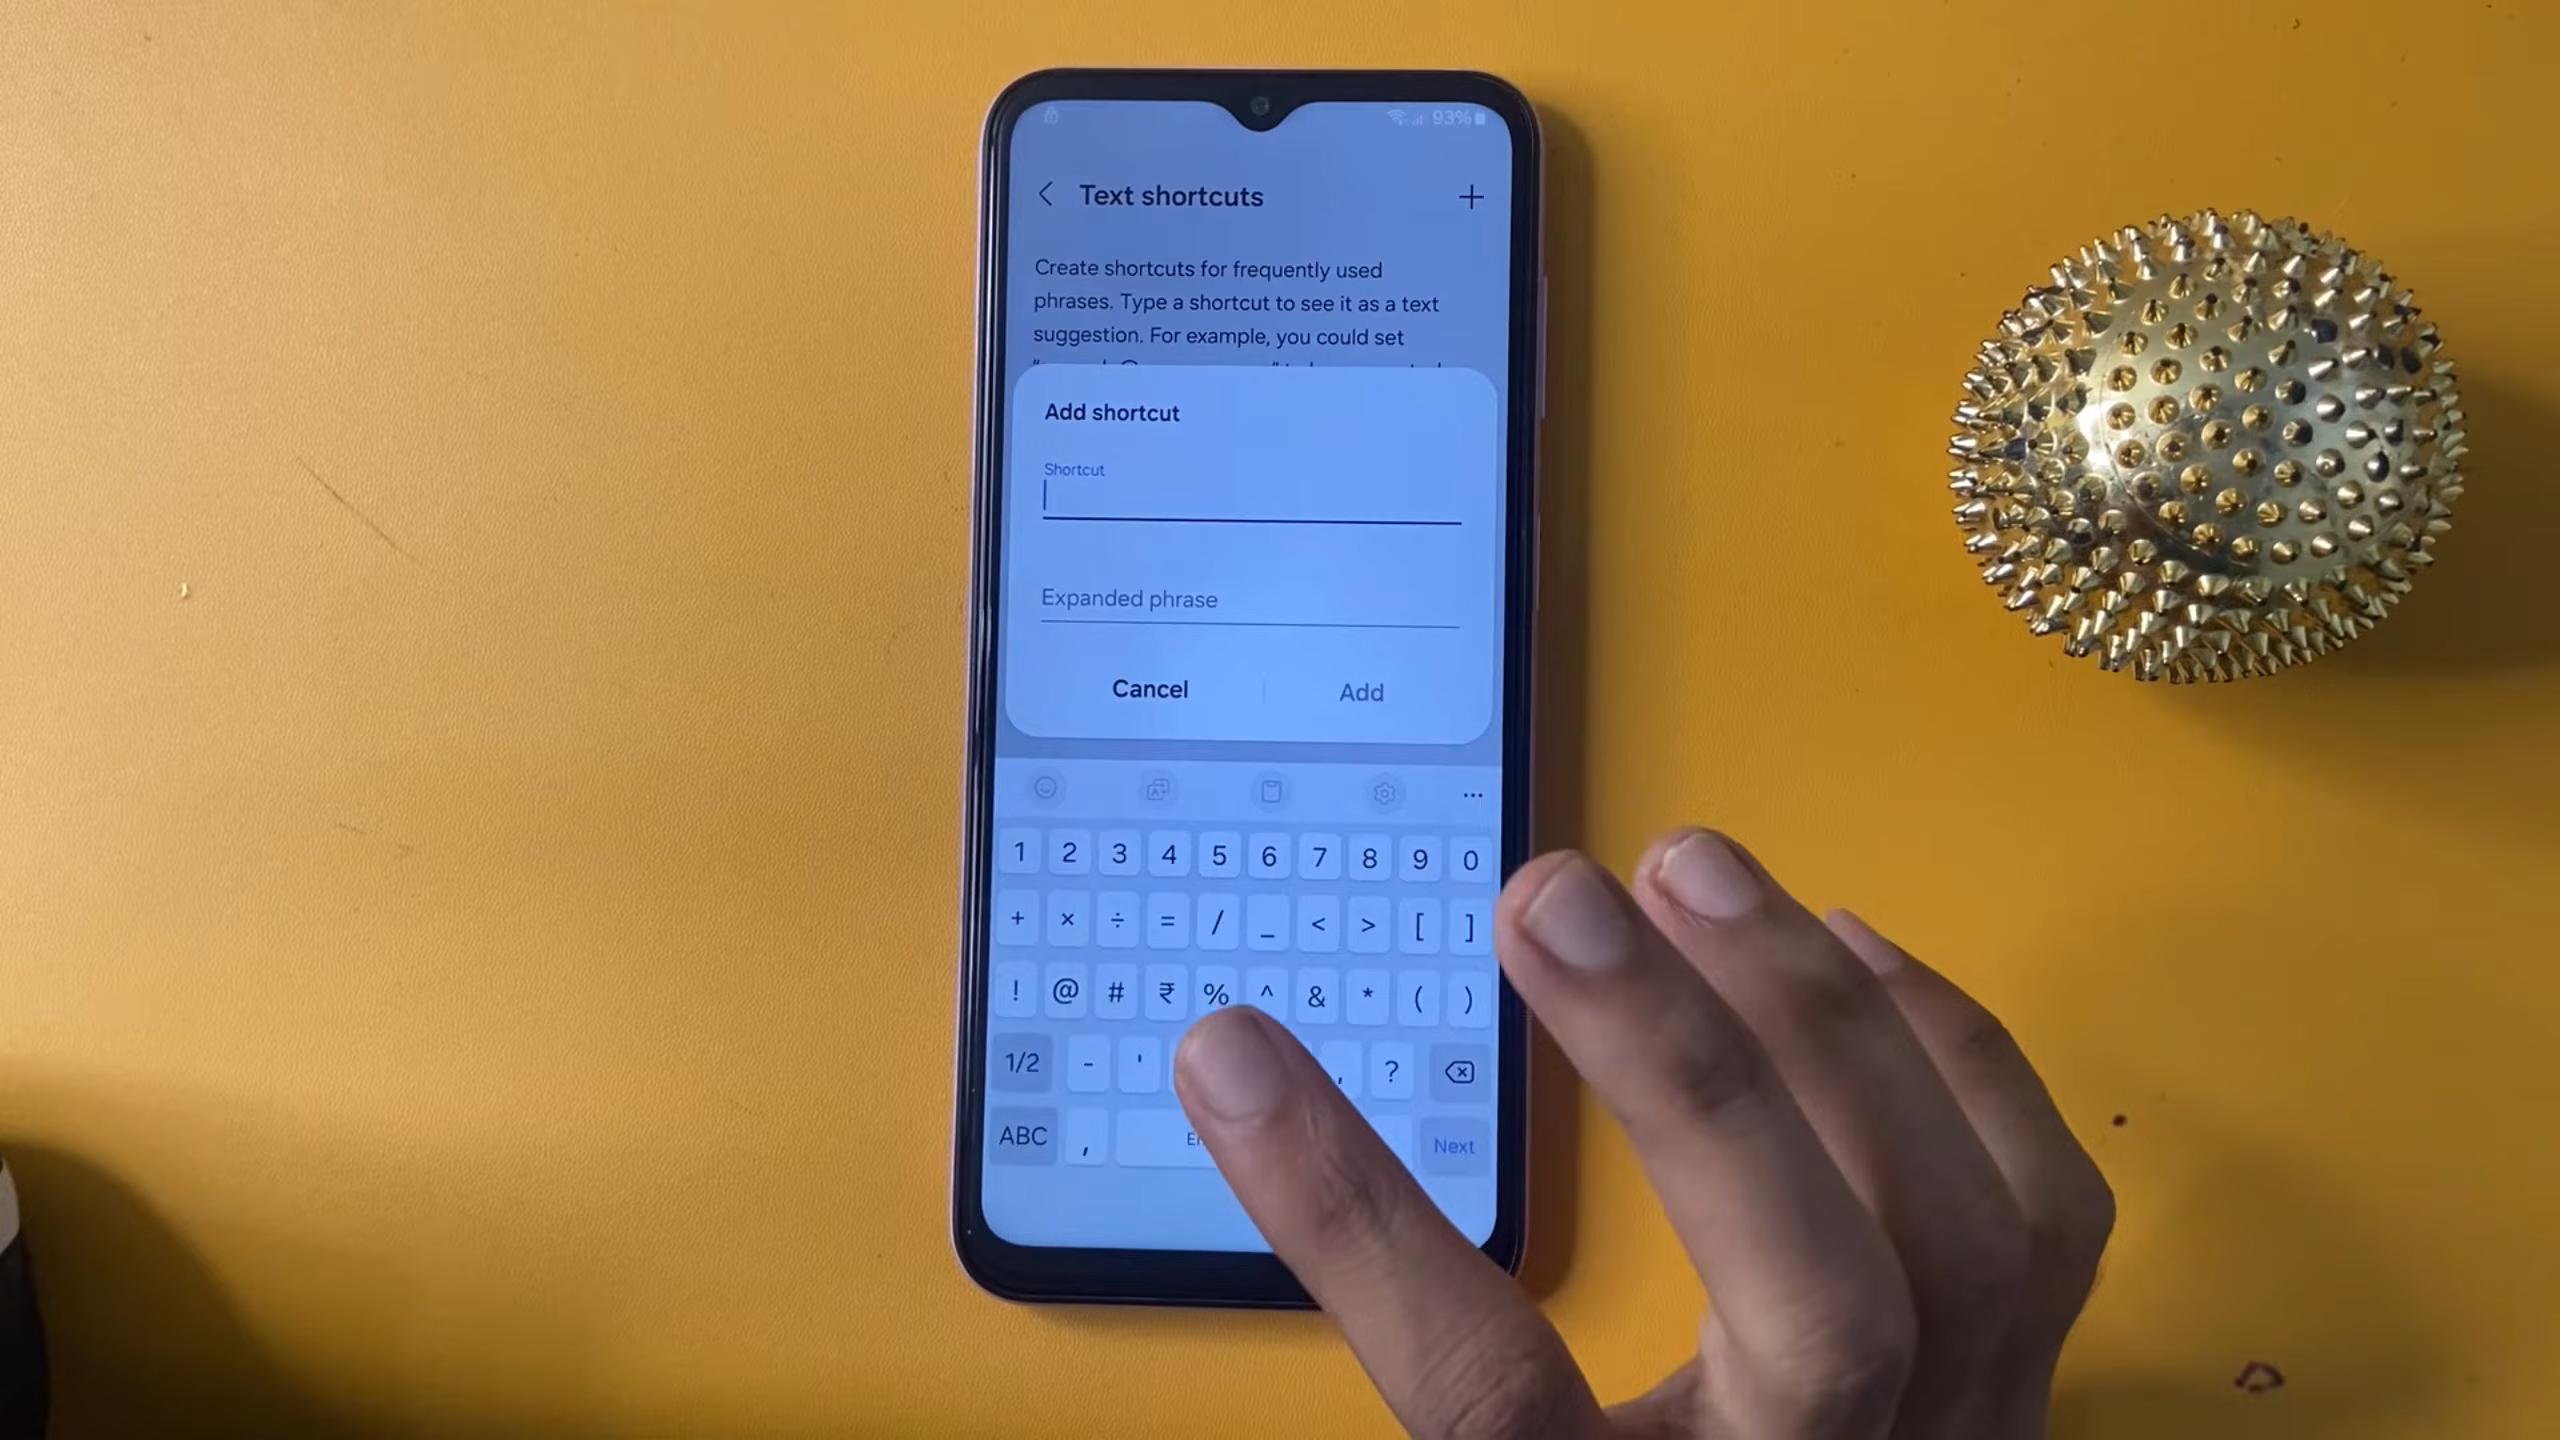 93%
Text shortcuts +
Create shortcuts for frequently used
phrases. Type a shortcut to see it as a text
suggestion. For example, you could set
Add shortcut
Shortcut
Expanded phrase
Cancel Add
...
1 2 3 4 5 6 7 8 9 0
+ × ÷ = / _ < > [ ]
! @ # ₹ % ^ & * ( )
1/2 - ' , ?
ABC , Next